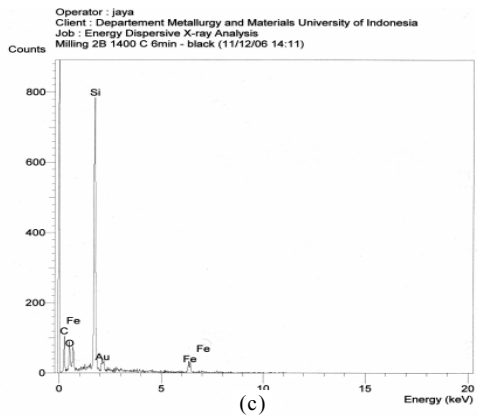 Operator : jaya
Client : Departement Metallurgy and Materials University of Indonesia
Job : Energy Dispersive X-ray Analysis
Milling 2B 1400 C 6min - black (11/12/06 14:11)
Counts
800
600
400
200
0
Si
Fe
C
O
Au
Fe
Fe
0
5
10
15
20
Energy (keV)
(c)